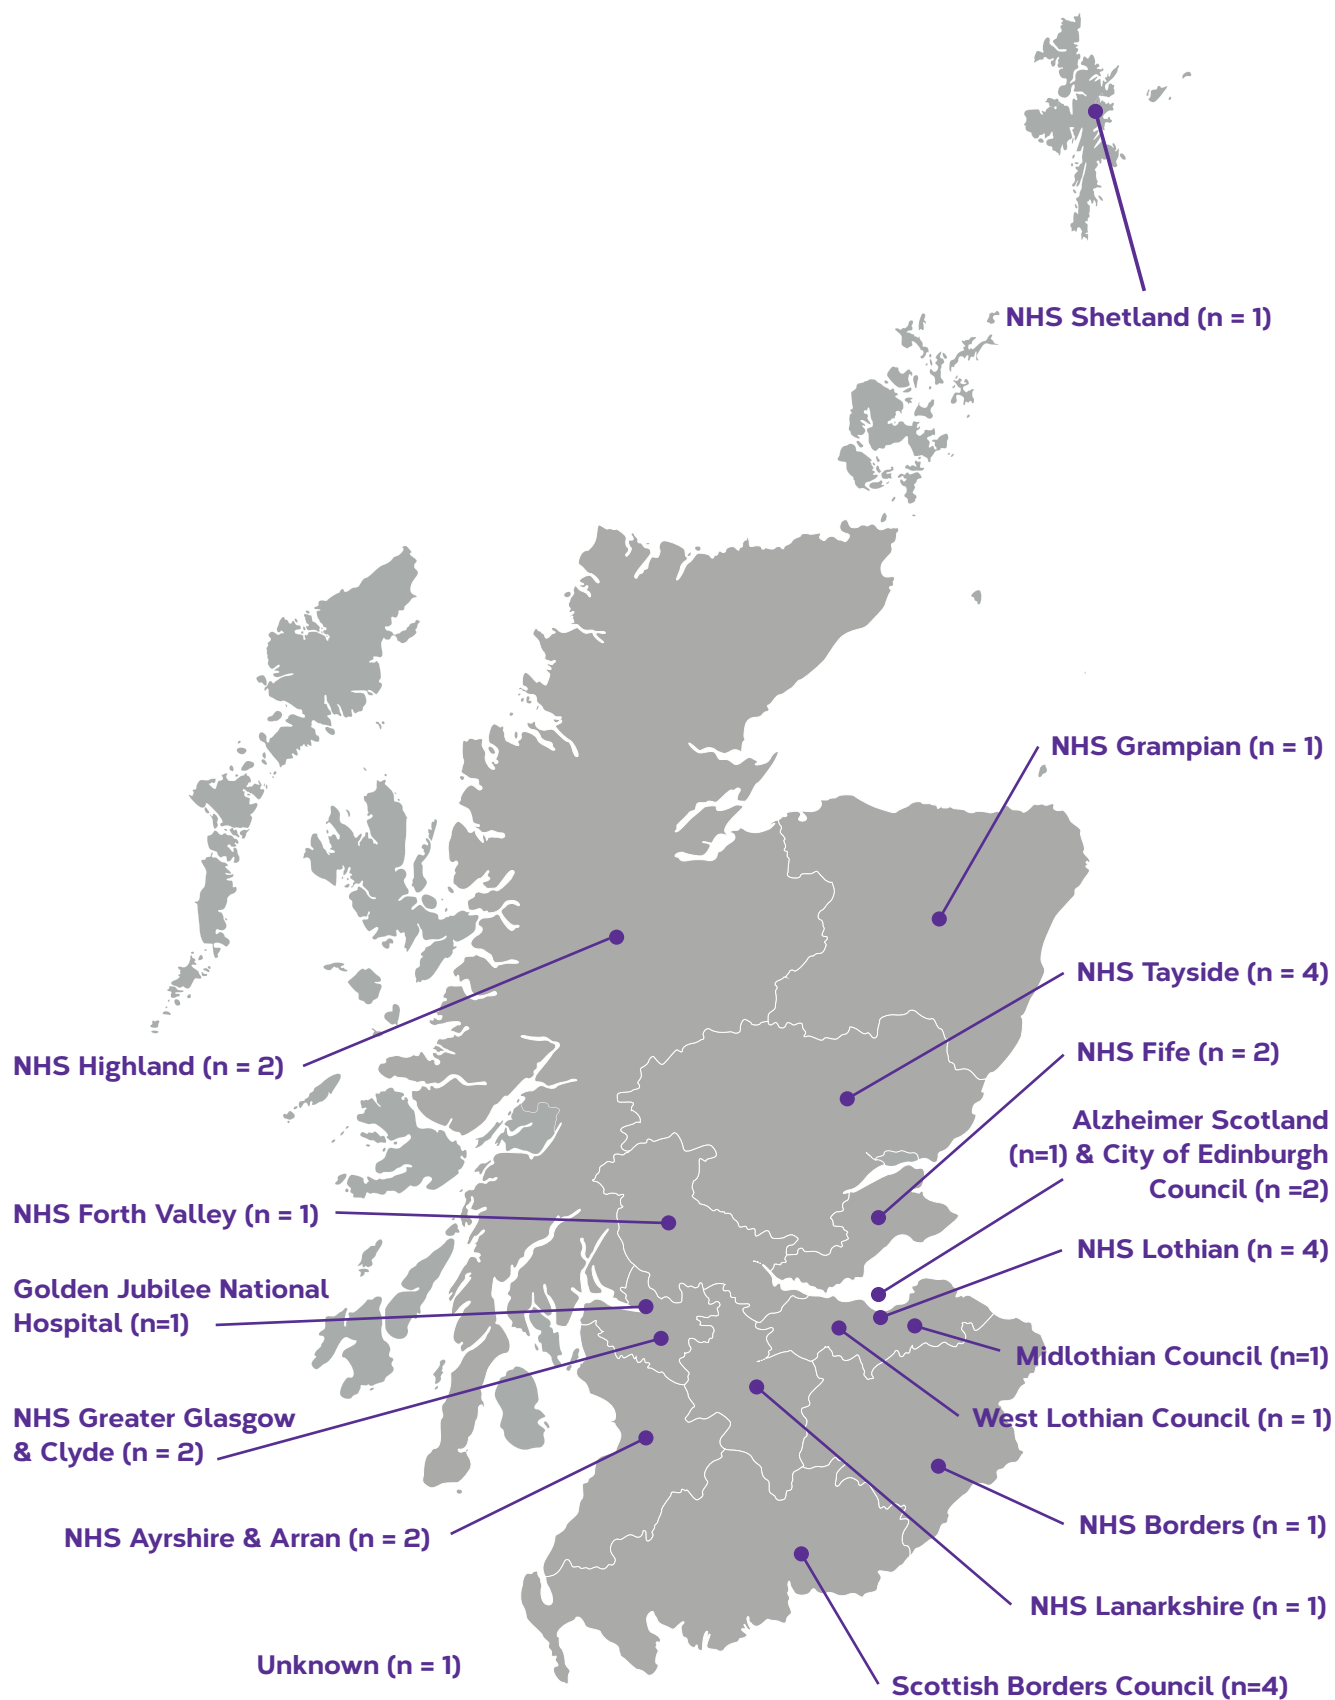 NHS Shetland (n = 1)
NHS Grampian (n = 1)
NHS Tayside (n = 4)
NHS Highland (n = 2)
NHS Fife (n = 2)
Alzheimer Scotland
(n=1) & City of Edinburgh
Council (n =2)
NHS Forth Valley (n = 1)
NHS Lothian (n = 4)
Golden Jubilee National
Hospital (n=1)
Midlothian Council (n=1)
NHS Greater Glasgow
& Clyde (n = 2)
West Lothian Council (n = 1)
NHS Ayrshire & Arran (n = 2)
NHS Borders (n = 1)
NHS Lanarkshire (n = 1)
Unknown (n = 1)
Scottish Borders Council (n=4)